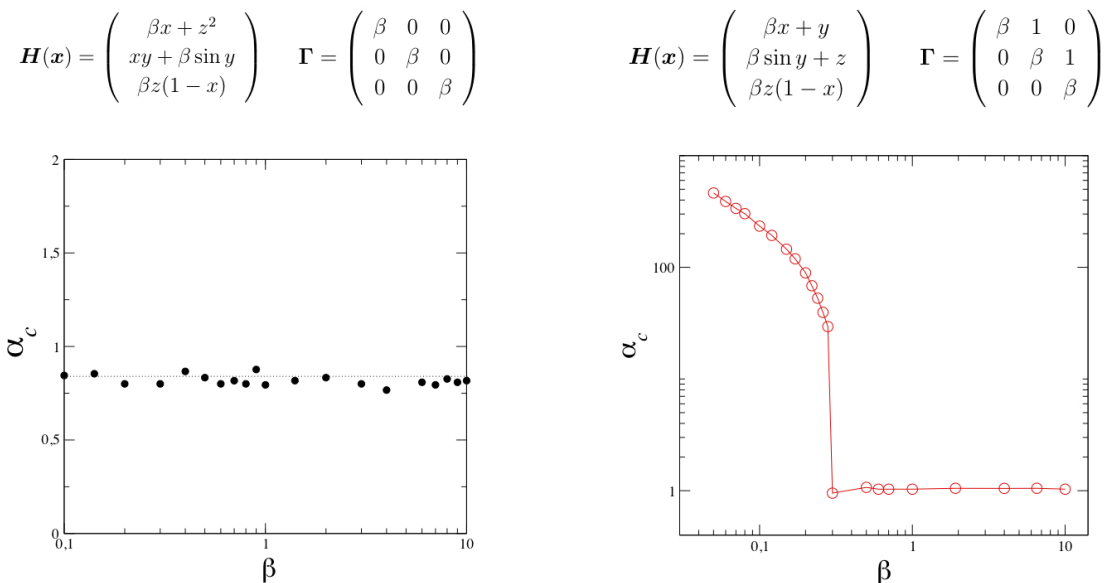 H(x) = ( βx + z²
xy + β sin y
βz(1 − x) )
Γ = ( β 0 0
0 β 0
0 0 β )
H(x) = ( βx + y
β sin y + z
βz(1 − x) )
Γ = ( β 1 0
0 β 1
0 0 β )
2
1,5
1
0,5
0
α_c
0,1 1 10
β
100
1
α_c
0,1 1 10
β